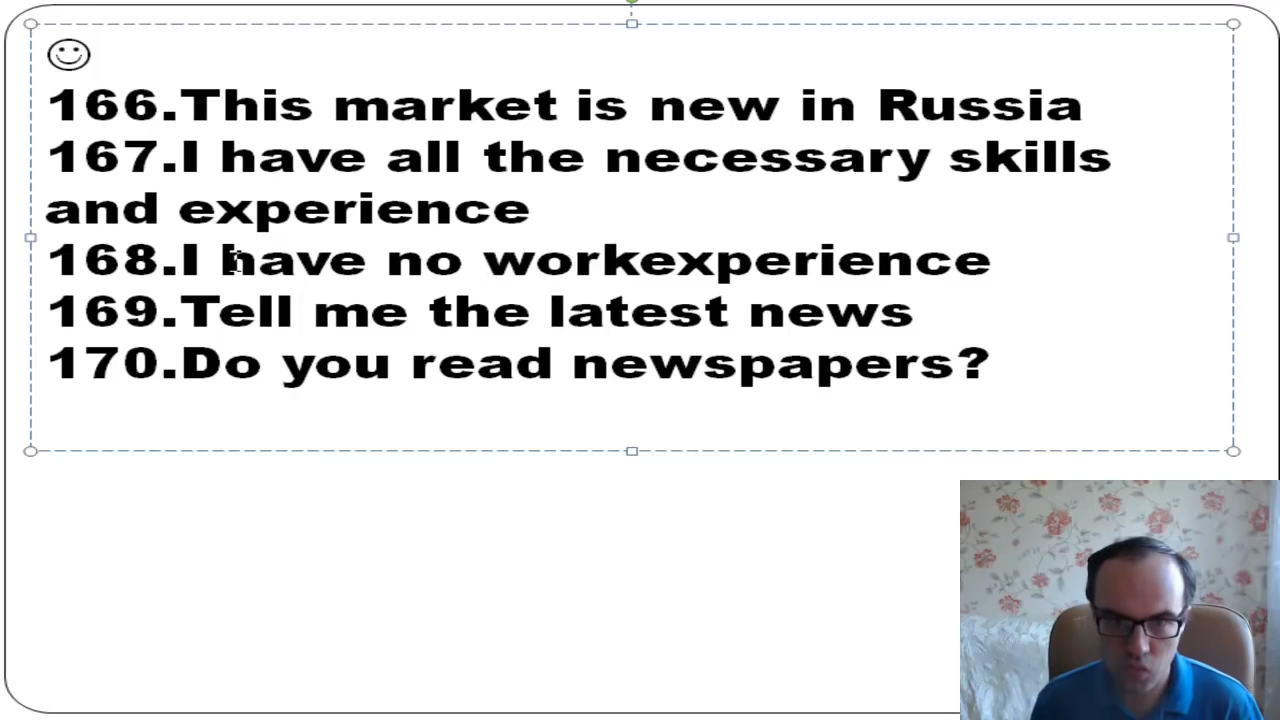 166.This market is new in Russia
167.I have all the necessary skills
and experience
168.I have no workexperience
169.Tell me the latest news
170.Do you read newspapers?